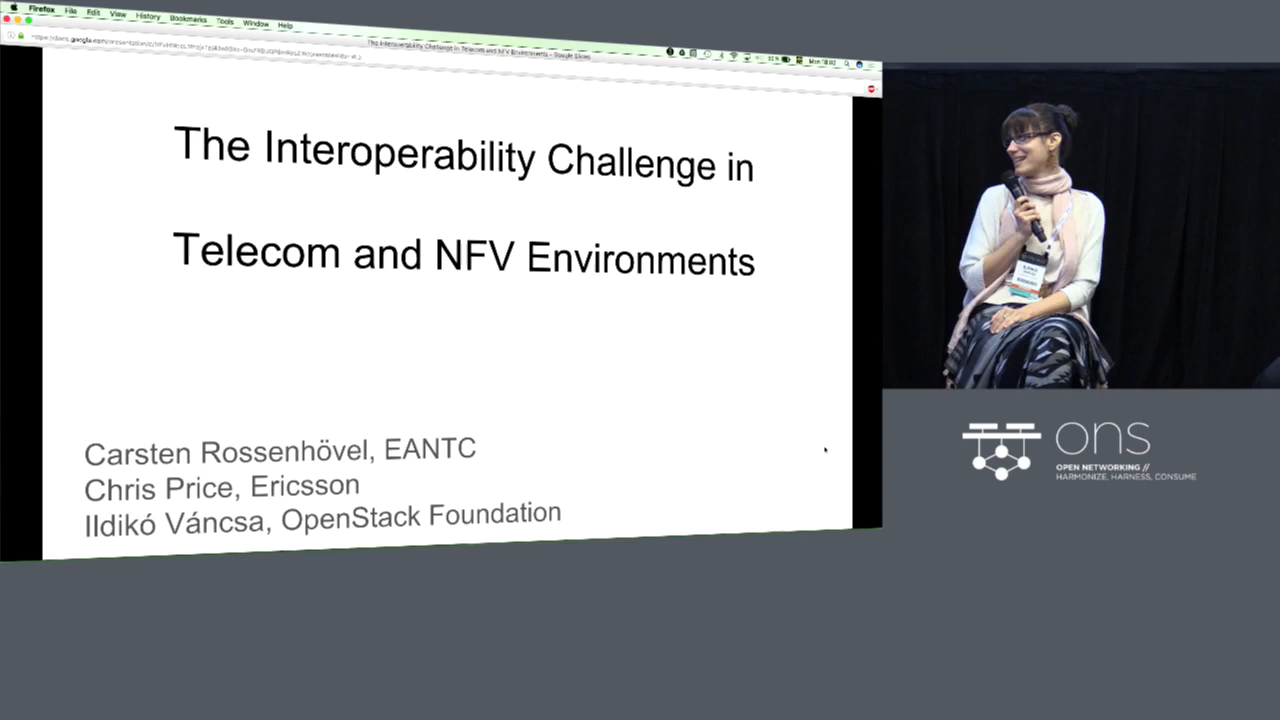 Firefox File Edit View History Bookmarks Tools Window Help
The Interoperability Challenge in Telecom and NFV Environments - Google Slides
The Interoperability Challenge in
Telecom and NFV Environments
Carsten Rossenhövel, EANTC
Chris Price, Ericsson
Ildikó Váncsa, OpenStack Foundation
ons
OPEN NETWORKING //
HARMONIZE, HARNESS, CONSUME